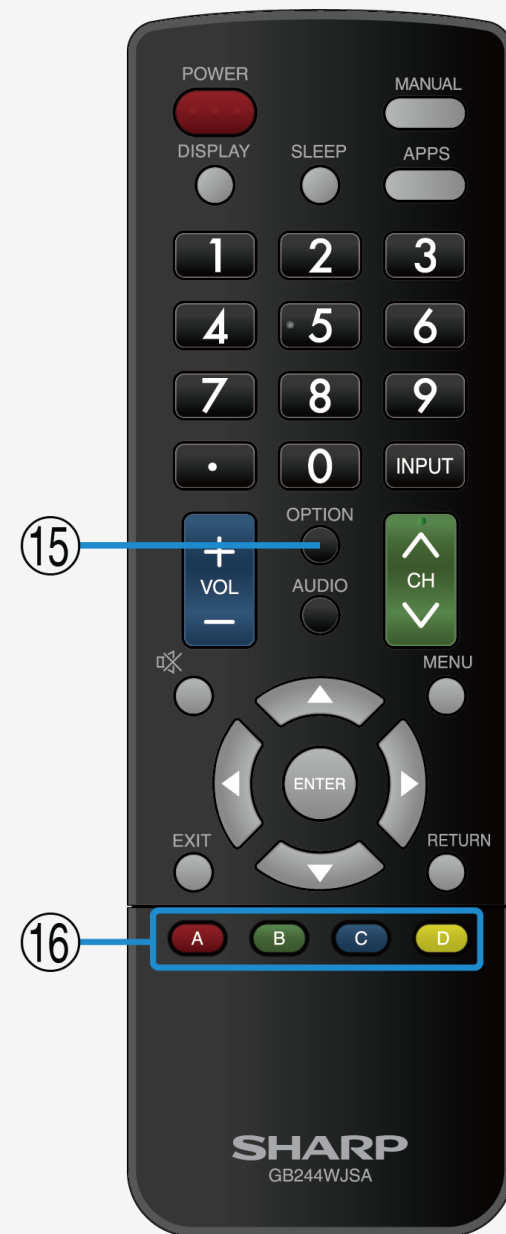 POWER MANUAL
DISPLAY SLEEP APPS
1 2 3
4 5 6
7 8 9
• 0 INPUT
OPTION
⑮
+ VOL − AUDIO CH
MENU
ENTER
EXIT RETURN
⑯ A B C D
SHARP
GB244WJSA